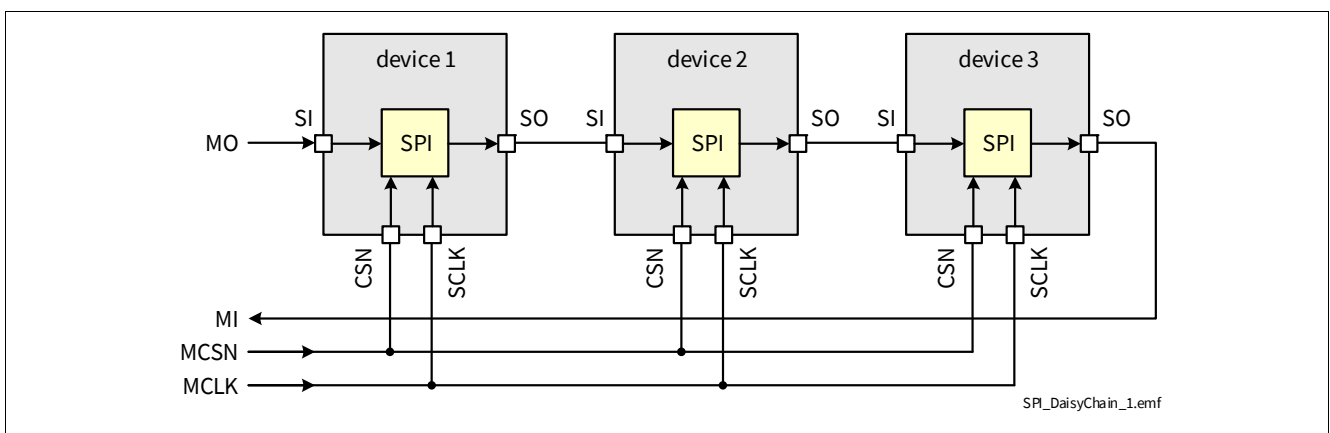 device 1
device 2
device 3
SI
SO
SI
SO
SI
SO
MO
SPI
SPI
SPI
CSN
SCLK
CSN
SCLK
CSN
SCLK
MI
MCSN
MCLK
SPI_DaisyChain_1.emf